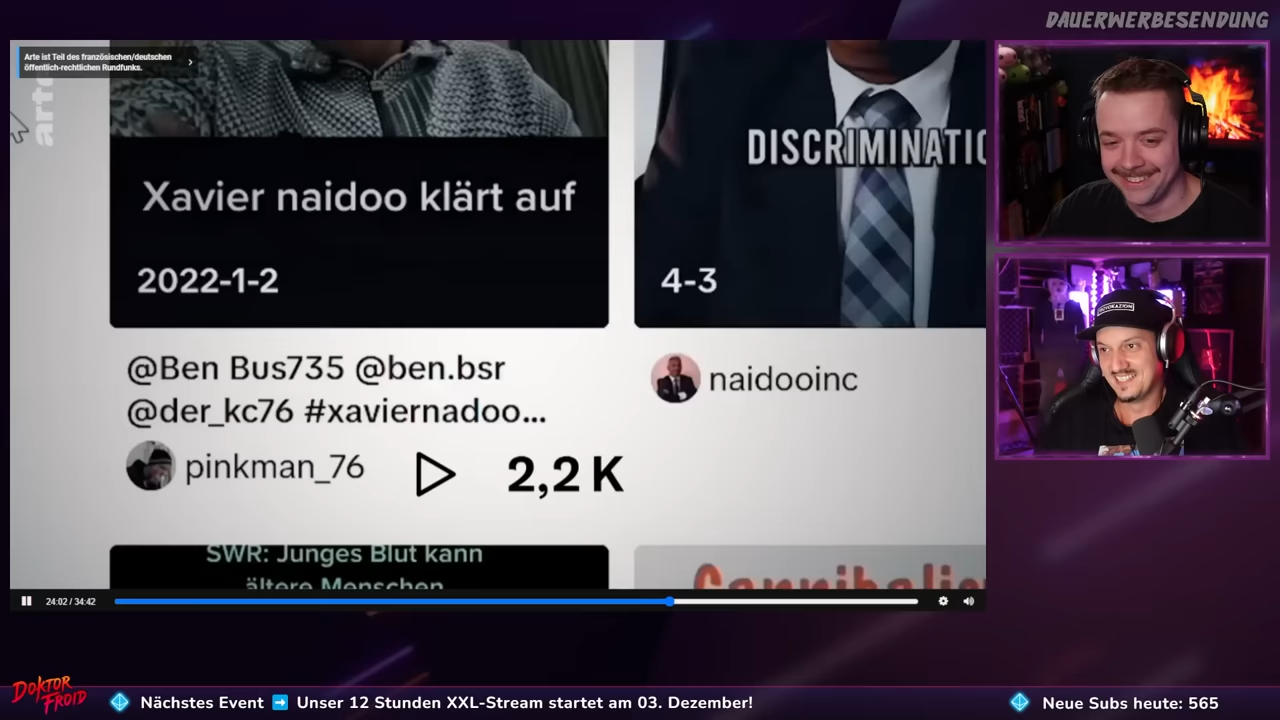 DAUERWERBESENDUNG
Arte ist Teil des französischen/deutschen
öffentlich-rechtlichen Rundfunks.
arte
Xavier naidoo klärt auf
2022-1-2
DISCRIMINATIO
4-3
@Ben Bus735 @ben.bsr
@der_kc76 #xaviernadoo...
pinkman_76
2,2 K
naidooinc
SWR: Junges Blut kann
ältere Menschen
Cannibalis
24:02 / 34:42
DOKTOR
FROID
Nächstes Event
Unser 12 Stunden XXL-Stream startet am 03. Dezember!
Neue Subs heute: 565